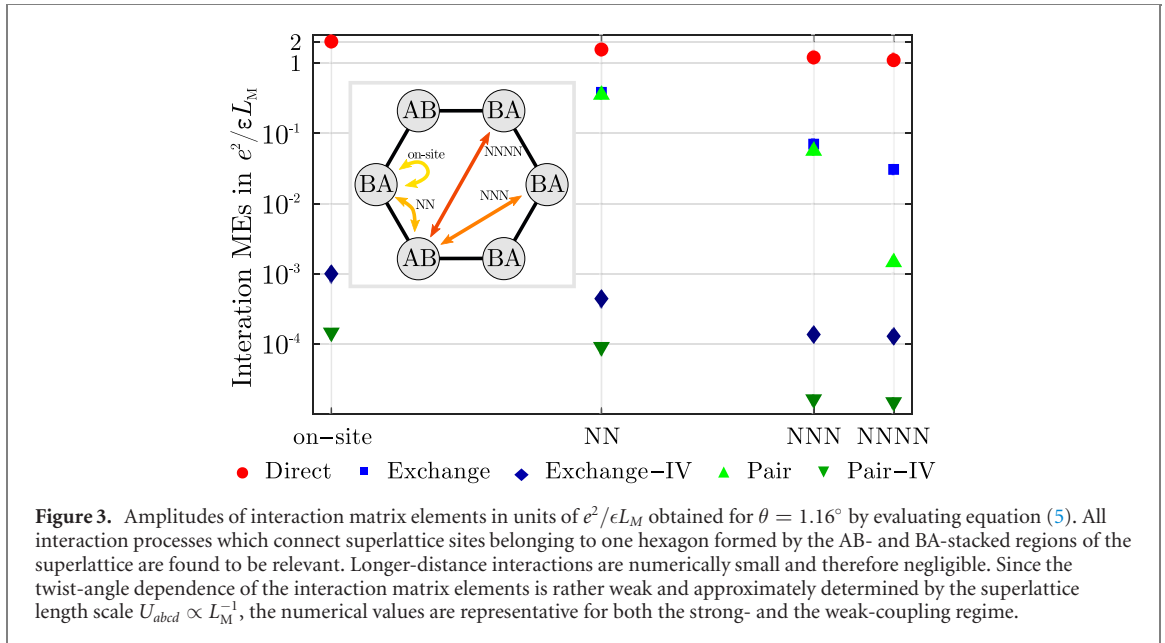 2
1
10⁻¹
10⁻²
10⁻³
10⁻⁴
Interation MEs in e²/εL_M
AB
BA
on-site
NNNN
BA
BA
NN
NNN
AB
BA
on−site
NN
NNN
NNNN
Direct
Exchange
Exchange−IV
Pair
Pair−IV
Figure 3. Amplitudes of interaction matrix elements in units of e²/ϵL_M obtained for θ = 1.16° by evaluating equation (5). All
interaction processes which connect superlattice sites belonging to one hexagon formed by the AB- and BA-stacked regions of the
superlattice are found to be relevant. Longer-distance interactions are numerically small and therefore negligible. Since the
twist-angle dependence of the interaction matrix elements is rather weak and approximately determined by the superlattice
length scale U_abcd ∝ L_M⁻¹, the numerical values are representative for both the strong- and the weak-coupling regime.